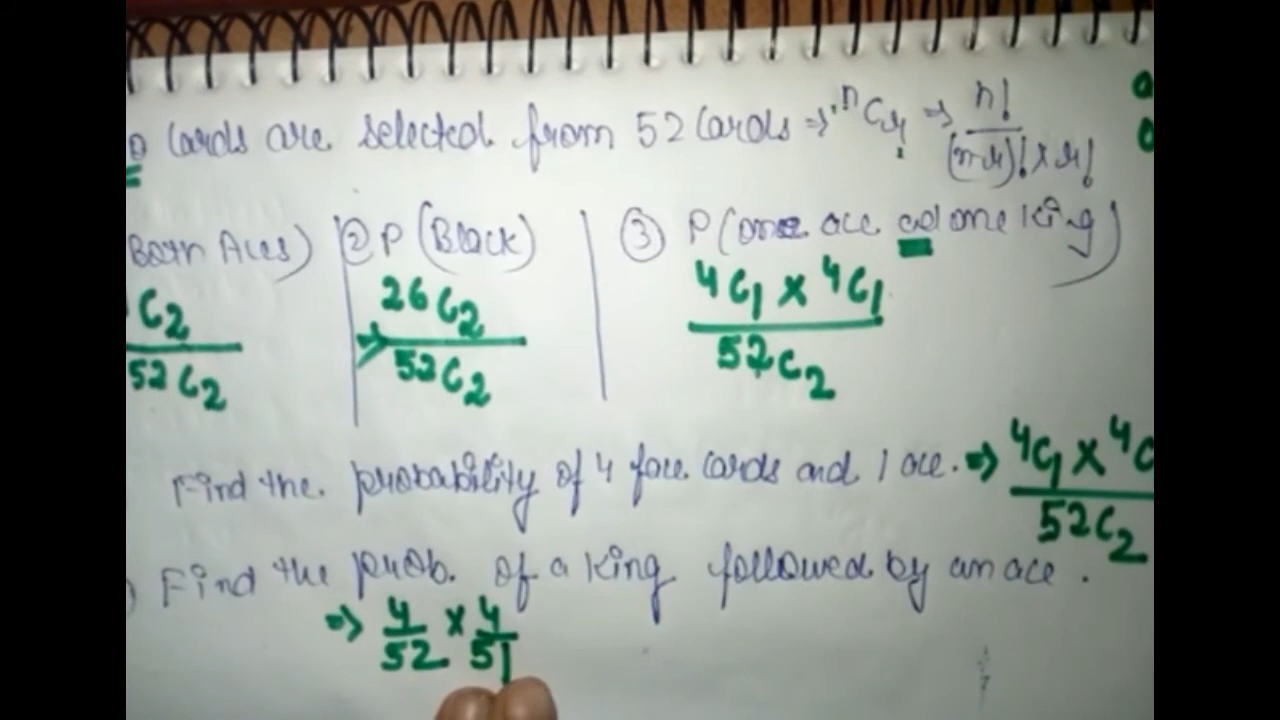 Cards are selected from 52 Cards ⇒ ⁿCr ⇒ n!/(n-r)! x r!
Both Aces) ② P (Black) ③ P (one ace and one king)
C2/52C2 ⇒ 26C2/52C2 4C1 x 4C1/52C2
Find the probability of 4 face cards and 1 ace. ⇒ 4C1 x 4C/52C2
) Find the prob. of a king followed by an ace.
⇒ 4/52 x 4/51